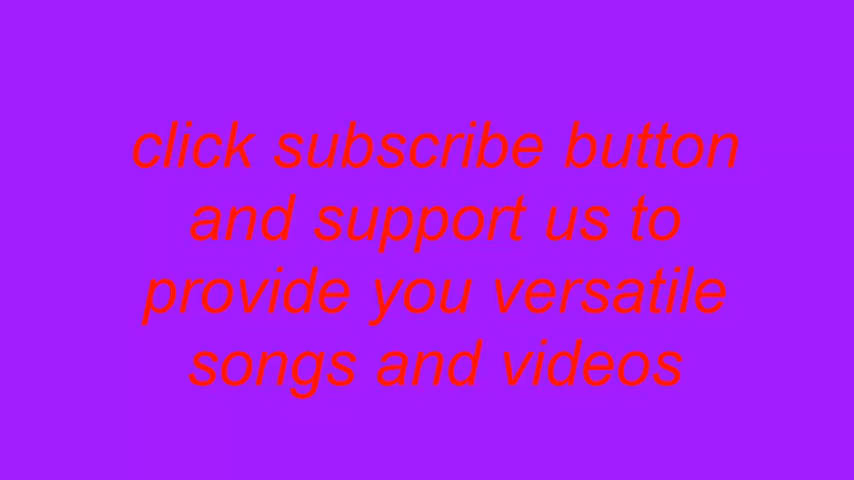 click subscribe button
and support us to
provide you versatile
songs and videos